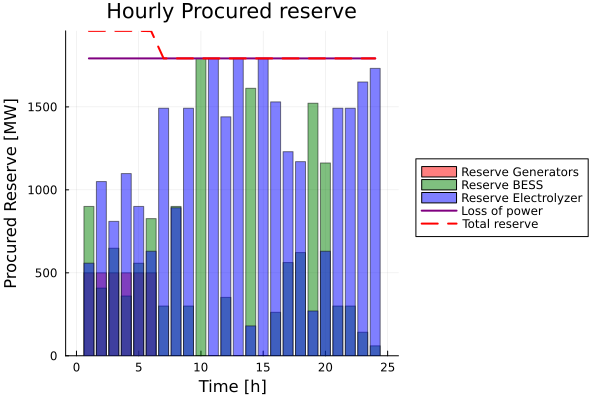 Hourly Procured reserve
Procured Reserve [MW]
1500
1000
500
0
0 5 10 15 20 25
Time [h]
Reserve Generators
Reserve BESS
Reserve Electrolyzer
Loss of power
Total reserve